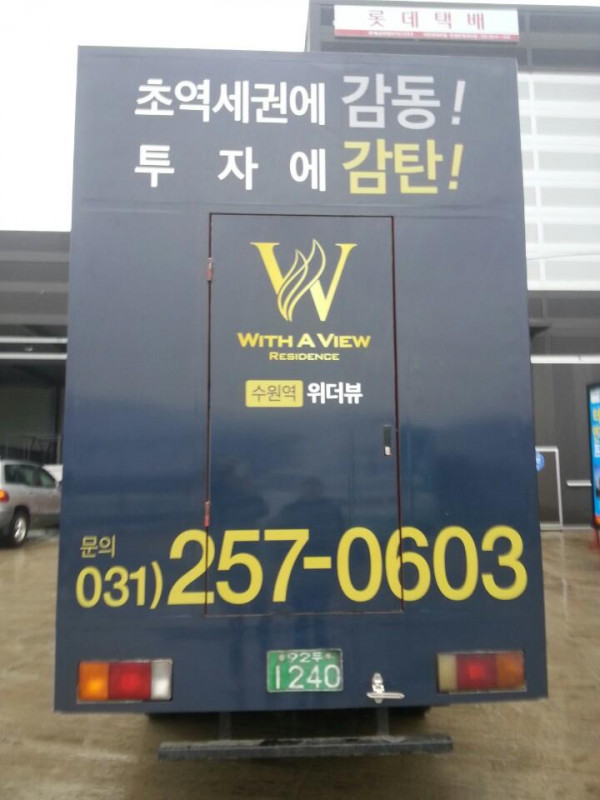 롯데택배
초역세권에 감동!
투자에 감탄!
WITH A VIEW
RESIDENCE
수원역 위더뷰
문의
031) 257-0603
92두
1240